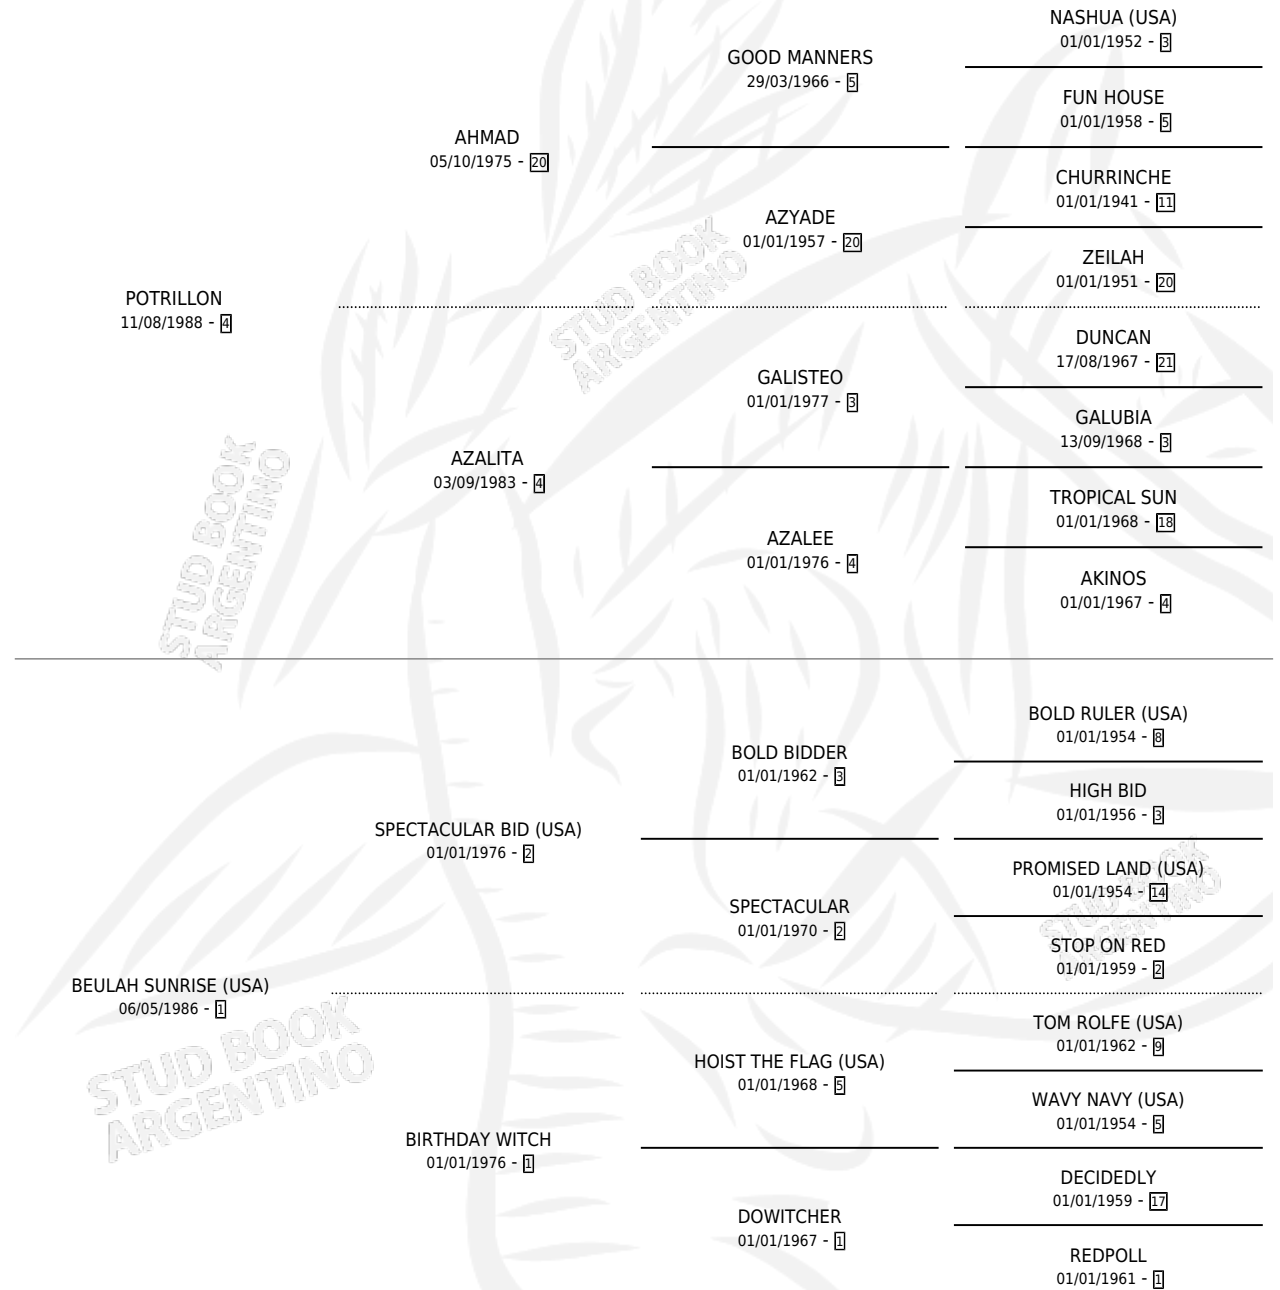 NASHUA (USA)
01/01/1952 - 3
GOOD MANNERS
29/03/1966 - 5
FUN HOUSE
01/01/1958 - 5
AHMAD
05/10/1975 - 20
CHURRINCHE
01/01/1941 - 11
AZYADE
01/01/1957 - 20
ZEILAH
01/01/1951 - 20
POTRILLON
11/08/1988 - 4
STUD BOOK
ARGENTINO
DUNCAN
17/08/1967 - 21
GALISTEO
01/01/1977 - 3
GALUBIA
13/09/1968 - 3
AZALITA
03/09/1983 - 4
TROPICAL SUN
01/01/1968 - 18
AZALEE
01/01/1976 - 4
AKINOS
01/01/1967 - 4
STUD BOOK
ARGENTINO
BOLD RULER (USA)
01/01/1954 - 8
BOLD BIDDER
01/01/1962 - 3
HIGH BID
01/01/1956 - 3
SPECTACULAR BID (USA)
01/01/1976 - 2
PROMISED LAND (USA)
01/01/1954 - 14
SPECTACULAR
01/01/1970 - 2
STUD BOOK
ARGENTINO
STOP ON RED
01/01/1959 - 2
BEULAH SUNRISE (USA)
06/05/1986 - 1
TOM ROLFE (USA)
01/01/1962 - 9
HOIST THE FLAG (USA)
01/01/1968 - 5
STUD BOOK
ARGENTINO
WAVY NAVY (USA)
01/01/1954 - 5
BIRTHDAY WITCH
01/01/1976 - 1
DECIDEDLY
01/01/1959 - 17
DOWITCHER
01/01/1967 - 1
REDPOLL
01/01/1961 - 1